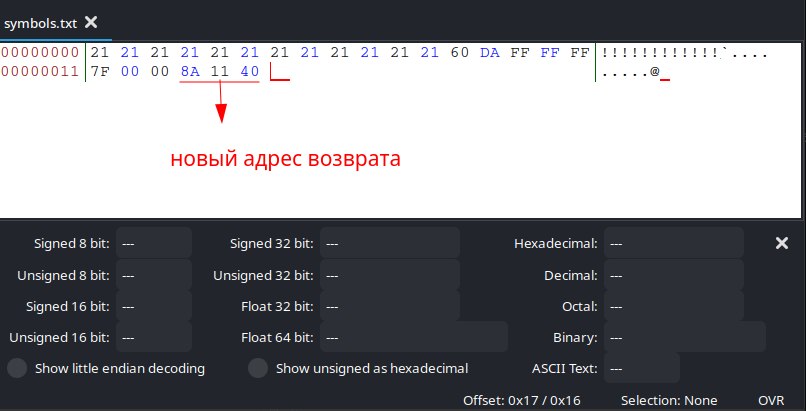 symbols.txt
00000000 21 21 21 21 21 21 21 21 21 21 21 21 60 DA FF FF FF !!!!!!!!!!!!`....
00000011 7F 00 00 8A 11 40 .....@
новый адрес возврата
Signed 8 bit: --- Signed 32 bit: --- Hexadecimal: ---
Unsigned 8 bit: --- Unsigned 32 bit: --- Decimal: ---
Signed 16 bit: --- Float 32 bit: --- Octal: ---
Unsigned 16 bit: --- Float 64 bit: --- Binary: ---
Show little endian decoding Show unsigned as hexadecimal ASCII Text: ---
Offset: 0x17 / 0x16 Selection: None OVR